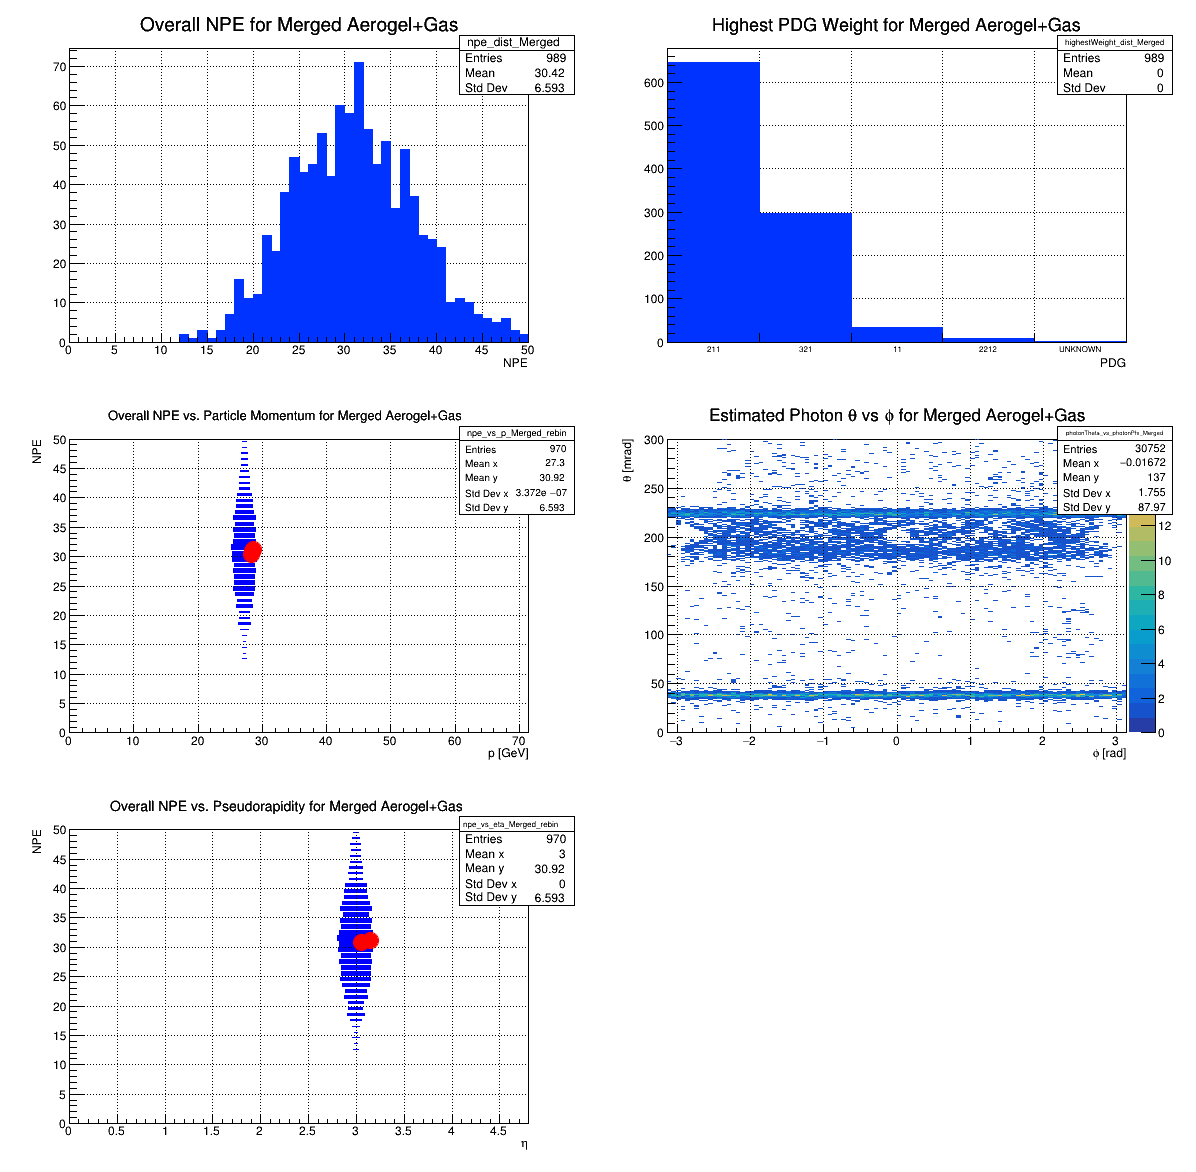 Overall NPE for Merged Aerogel+Gas
npe_dist_Merged
Entries 989
Mean 30.42
Std Dev 6.593
70
60
50
40
30
20
10
0
0 5 10 15 20 25 30 35 40 45 50
NPE
Highest PDG Weight for Merged Aerogel+Gas
highestWeight_dist_Merged
Entries 989
Mean 0
Std Dev 0
600
500
400
300
200
100
0
211 321 11 2212 UNKNOWN
PDG
Overall NPE vs. Particle Momentum for Merged Aerogel+Gas
npe_vs_p_Merged_rebin
Entries 970
Mean x 27.3
Mean y 30.92
Std Dev x 3.372e −07
Std Dev y 6.593
NPE
50
45
40
35
30
25
20
15
10
5
0
0 10 20 30 40 50 60 70
p [GeV]
Estimated Photon θ vs ϕ for Merged Aerogel+Gas
photonTheta_vs_photonPhi_Merged
Entries 30752
Mean x −0.01672
Mean y 137
Std Dev x 1.755
Std Dev y 87.97
θ [mrad]
300
250
200
150
100
50
0
−3 −2 −1 0 1 2 3
ϕ [rad]
12
10
8
6
4
2
0
Overall NPE vs. Pseudorapidity for Merged Aerogel+Gas
npe_vs_eta_Merged_rebin
Entries 970
Mean x 3
Mean y 30.92
Std Dev x 0
Std Dev y 6.593
NPE
50
45
40
35
30
25
20
15
10
5
0
0 0.5 1 1.5 2 2.5 3 3.5 4 4.5
η